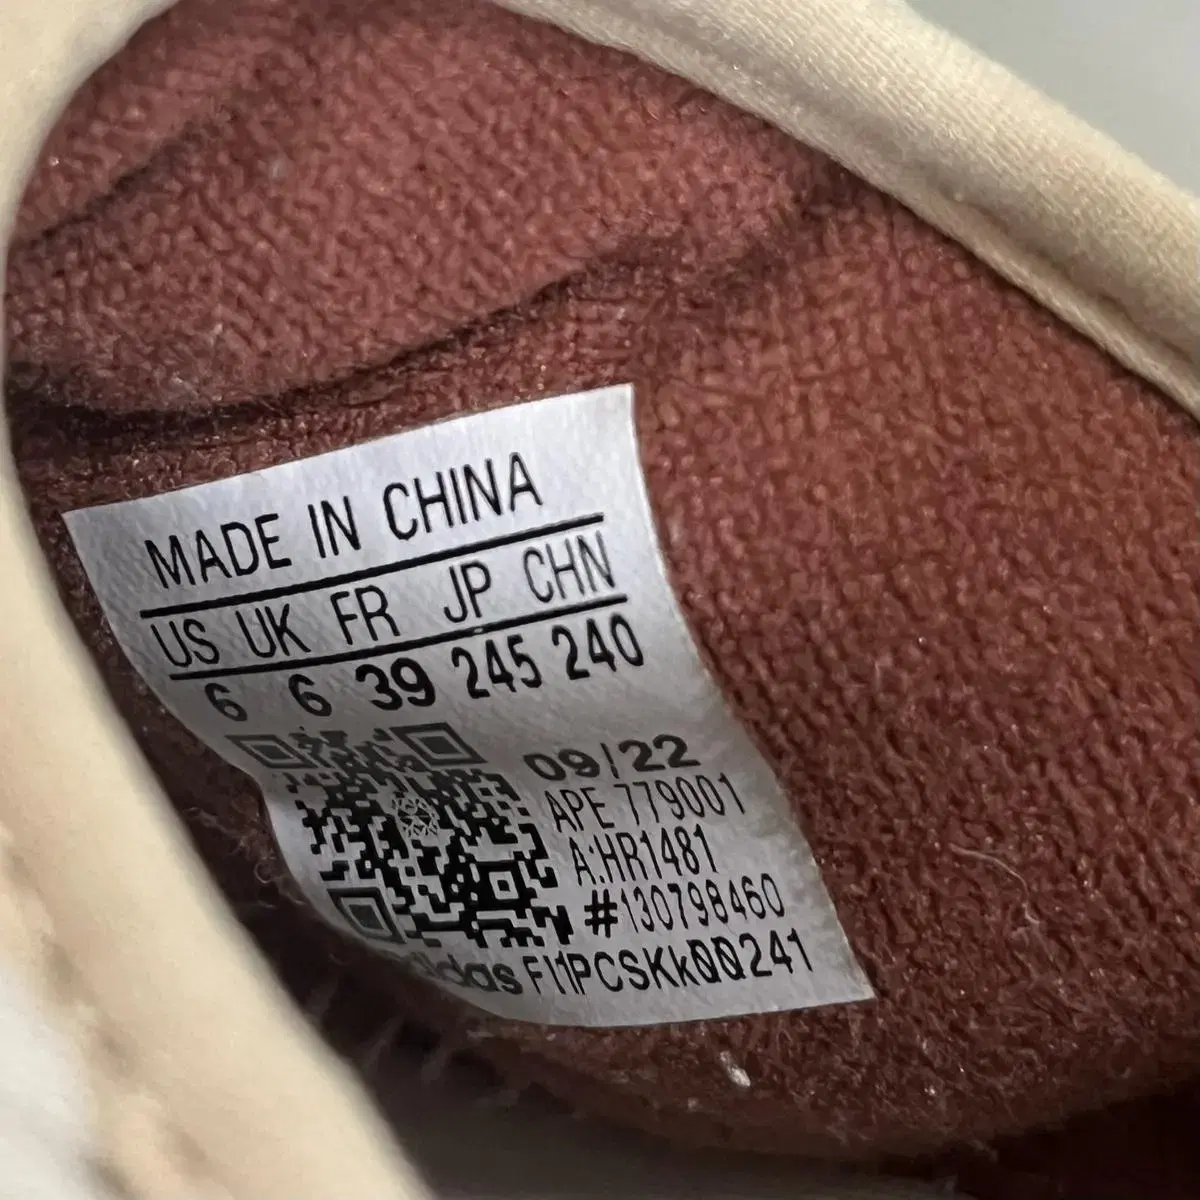 MADE IN CHINA
US UK FR JP CHN
6 6 39 245 240
09/22
APE 779001
A:HR1481
#130798460
adidas FI1PCSKk00241